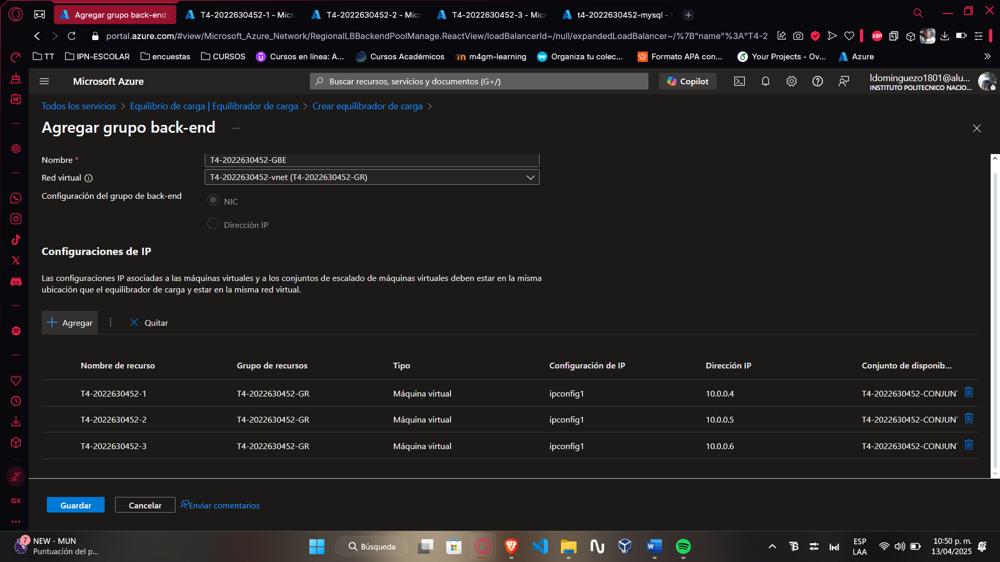 Agregar grupo back-end -
T4-2022630452-1 - Micr
T4-2022630452-2 - Micr
T4-2022630452-3 - Micr
t4-2022630452-mysql -
portal.azure.com/#view/Microsoft_Azure_Network/RegionalLBBackendPoolManage.ReactView/loadBalancerId~/null/expandedLoadBalancer~/%7B"name"%3A"T4-2
ABP
TT
IPN-ESCOLAR
encuestas
CURSOS
Cursos en línea: A...
Cursos Académicos
m4gm-learning
Organiza tu colec...
Formato APA con...
Your Projects - Ov...
Azure
Microsoft Azure
Buscar recursos, servicios y documentos (G+/)
Copilot
ldominguezo1801@alu...
INSTITUTO POLITECNICO NACIO...
Todos los servicios > Equilibrio de carga | Equilibrador de carga > Crear equilibrador de carga >
Agregar grupo back-end ...
Nombre *
T4-2022630452-GBE
Red virtual
T4-2022630452-vnet (T4-2022630452-GR)
Configuración del grupo de back-end
NIC
Dirección IP
Configuraciones de IP
Las configuraciones IP asociadas a las máquinas virtuales y a los conjuntos de escalado de máquinas virtuales deben estar en la misma
ubicación que el equilibrador de carga y estar en la misma red virtual.
Agregar | Quitar
Nombre de recurso Grupo de recursos Tipo Configuración de IP Dirección IP Conjunto de disponib...
T4-2022630452-1 T4-2022630452-GR Máquina virtual ipconfig1 10.0.0.4 T4-2022630452-CONJUN
T4-2022630452-2 T4-2022630452-GR Máquina virtual ipconfig1 10.0.0.5 T4-2022630452-CONJUN
T4-2022630452-3 T4-2022630452-GR Máquina virtual ipconfig1 10.0.0.6 T4-2022630452-CONJUN
Guardar
Cancelar
Enviar comentarios
GX
7
NEW - MUN
Puntuación del p...
Búsqueda
ESP
LAA
10:50 p. m.
13/04/2025